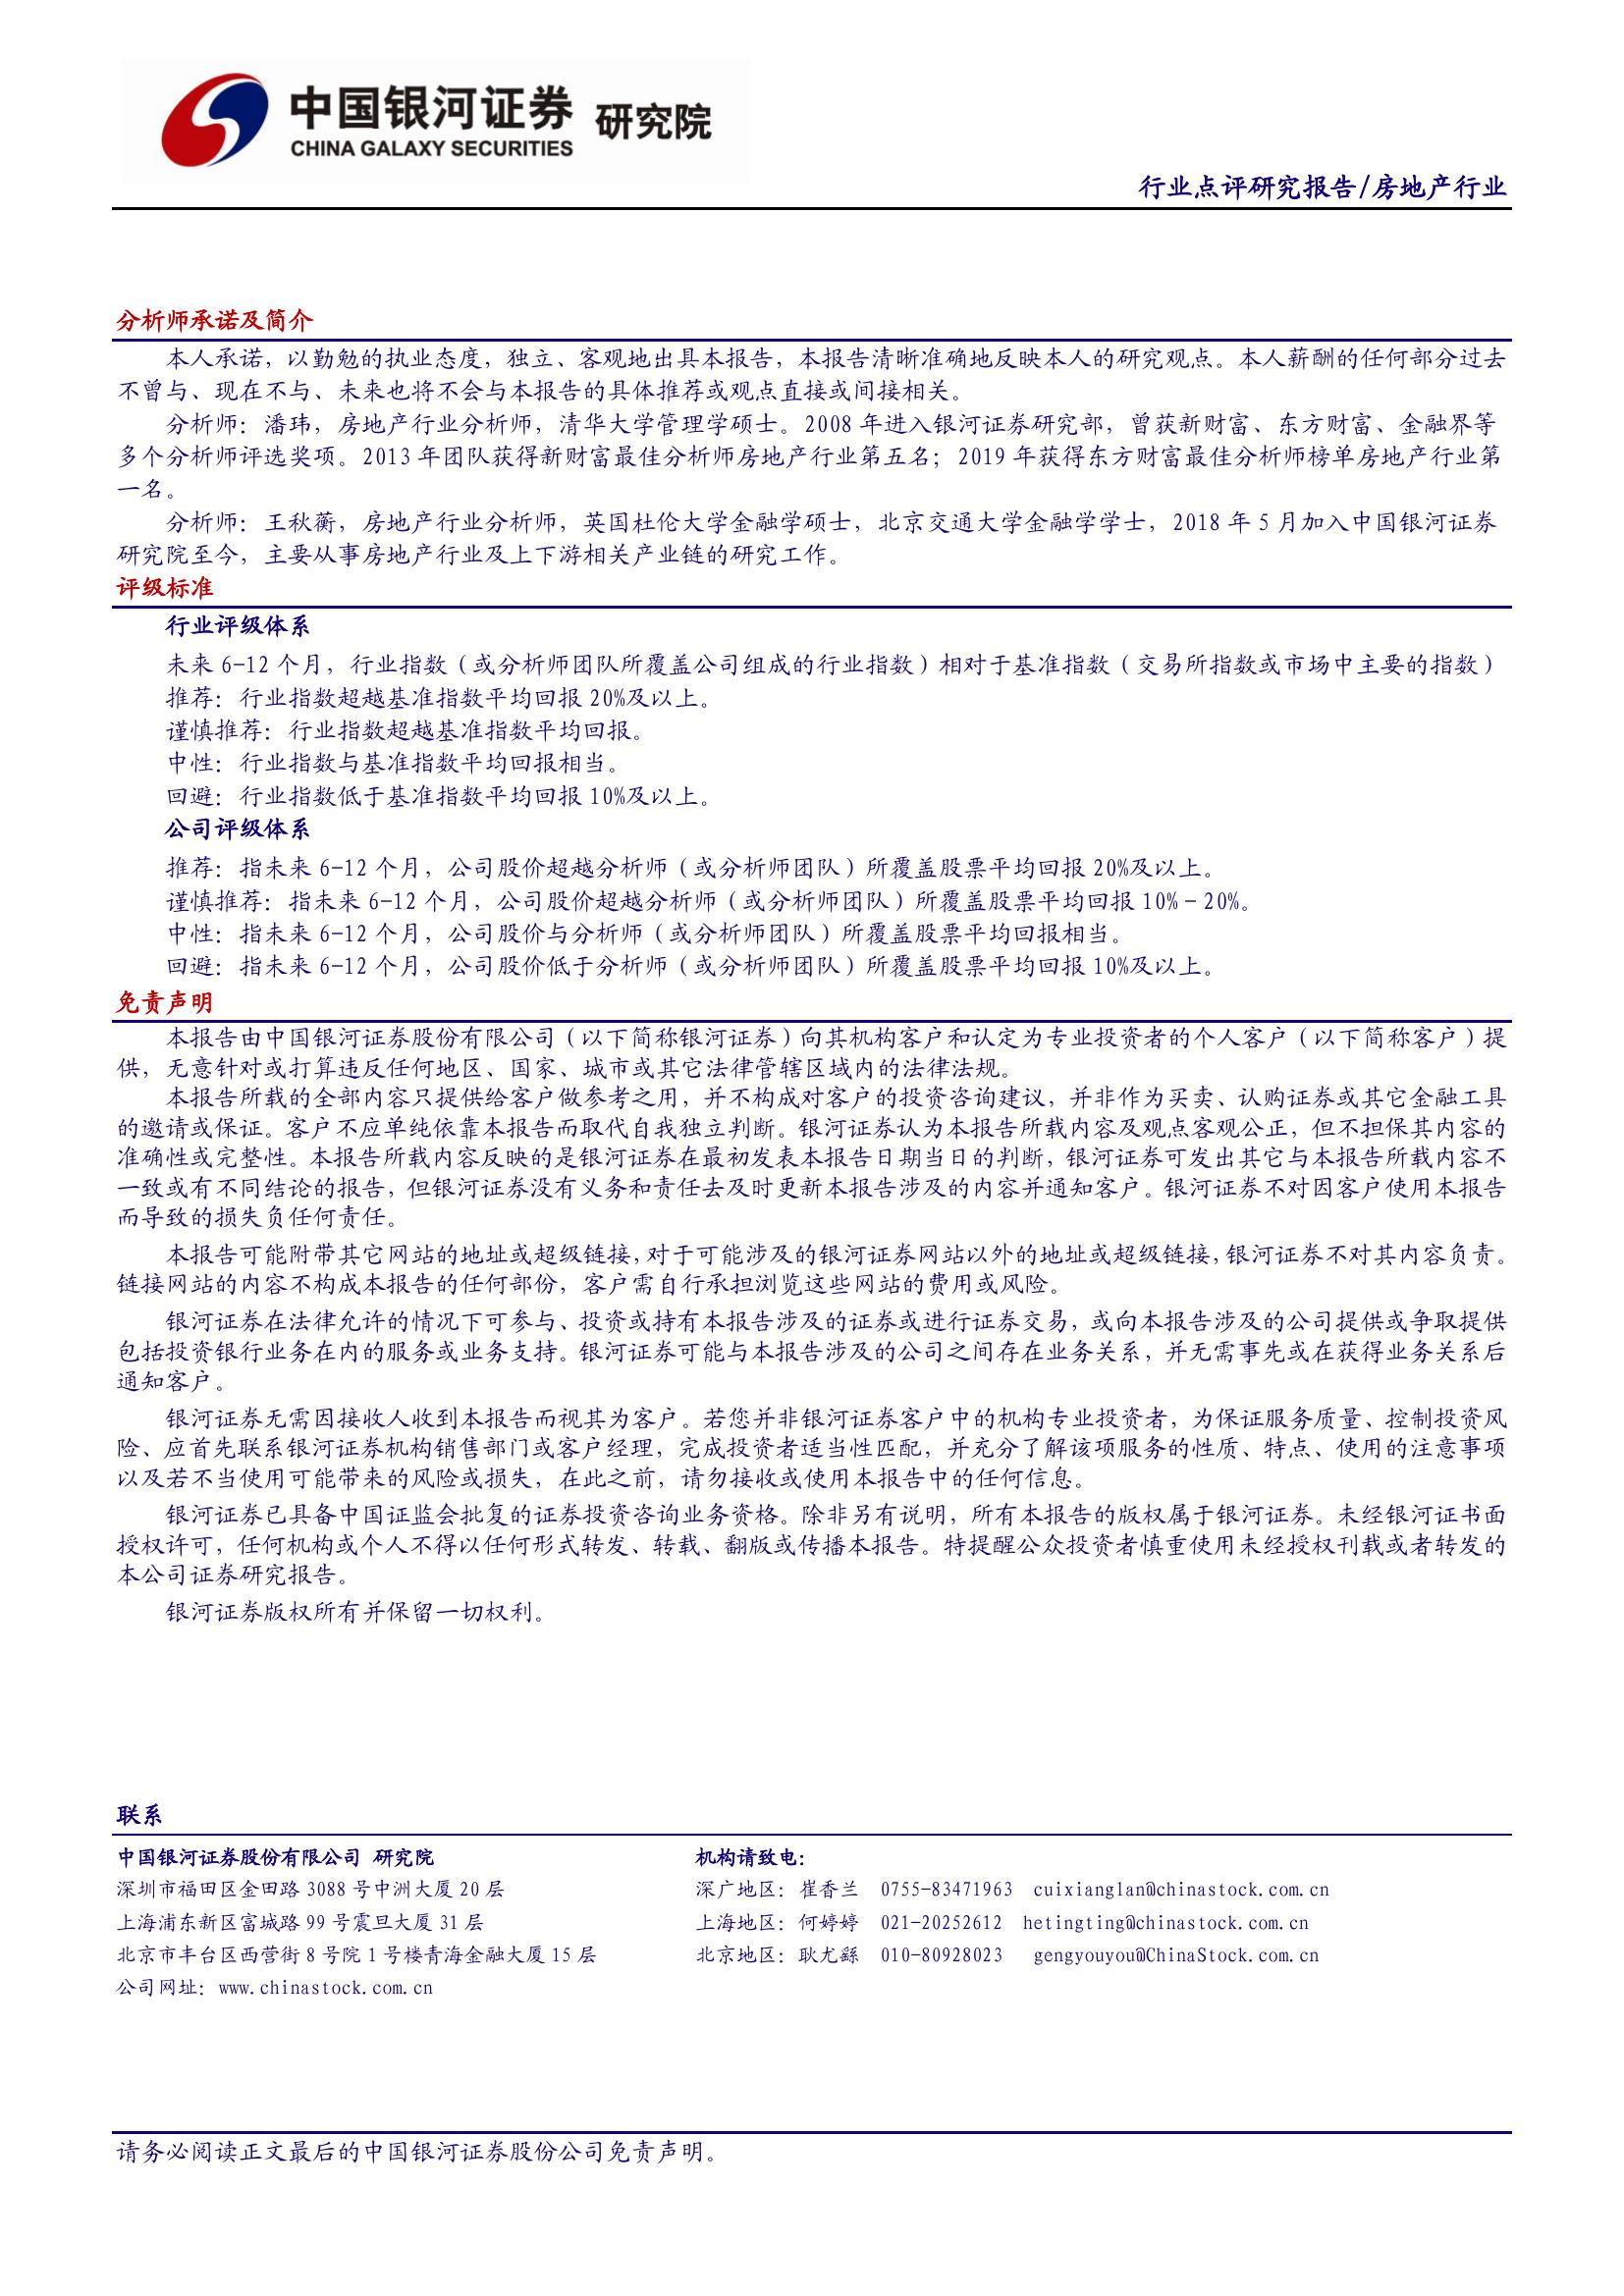 中国银河证券 研究院
CHINA GALAXY SECURITIES
行业点评研究报告/房地产行业
分析师承诺及简介
本人承诺，以勤勉的执业态度，独立、客观地出具本报告，本报告清晰准确地反映本人的研究观点。本人薪酬的任何部分过去
不曾与、现在不与、未来也将不会与本报告的具体推荐或观点直接或间接相关。
分析师：潘玮，房地产行业分析师，清华大学管理学硕士。2008 年进入银河证券研究部，曾获新财富、东方财富、金融界等
多个分析师评选奖项。2013 年团队获得新财富最佳分析师房地产行业第五名；2019 年获得东方财富最佳分析师榜单房地产行业第
一名。
分析师：王秋蘅，房地产行业分析师，英国杜伦大学金融学硕士，北京交通大学金融学学士，2018 年 5 月加入中国银河证券
研究院至今，主要从事房地产行业及上下游相关产业链的研究工作。
评级标准
行业评级体系
未来 6-12 个月，行业指数（或分析师团队所覆盖公司组成的行业指数）相对于基准指数（交易所指数或市场中主要的指数）
推荐：行业指数超越基准指数平均回报 20%及以上。
谨慎推荐：行业指数超越基准指数平均回报。
中性：行业指数与基准指数平均回报相当。
回避：行业指数低于基准指数平均回报 10%及以上。
公司评级体系
推荐：指未来 6-12 个月，公司股价超越分析师（或分析师团队）所覆盖股票平均回报 20%及以上。
谨慎推荐：指未来 6-12 个月，公司股价超越分析师（或分析师团队）所覆盖股票平均回报 10%－20%。
中性：指未来 6-12 个月，公司股价与分析师（或分析师团队）所覆盖股票平均回报相当。
回避：指未来 6-12 个月，公司股价低于分析师（或分析师团队）所覆盖股票平均回报 10%及以上。
免责声明
本报告由中国银河证券股份有限公司（以下简称银河证券）向其机构客户和认定为专业投资者的个人客户（以下简称客户）提
供，无意针对或打算违反任何地区、国家、城市或其它法律管辖区域内的法律法规。
本报告所载的全部内容只提供给客户做参考之用，并不构成对客户的投资咨询建议，并非作为买卖、认购证券或其它金融工具
的邀请或保证。客户不应单纯依靠本报告而取代自我独立判断。银河证券认为本报告所载内容及观点客观公正，但不担保其内容的
准确性或完整性。本报告所载内容反映的是银河证券在最初发表本报告日期当日的判断，银河证券可发出其它与本报告所载内容不
一致或有不同结论的报告，但银河证券没有义务和责任去及时更新本报告涉及的内容并通知客户。银河证券不对因客户使用本报告
而导致的损失负任何责任。
本报告可能附带其它网站的地址或超级链接，对于可能涉及的银河证券网站以外的地址或超级链接，银河证券不对其内容负责。
链接网站的内容不构成本报告的任何部份，客户需自行承担浏览这些网站的费用或风险。
银河证券在法律允许的情况下可参与、投资或持有本报告涉及的证券或进行证券交易，或向本报告涉及的公司提供或争取提供
包括投资银行业务在内的服务或业务支持。银河证券可能与本报告涉及的公司之间存在业务关系，并无需事先或在获得业务关系后
通知客户。
银河证券无需因接收人收到本报告而视其为客户。若您并非银河证券客户中的机构专业投资者，为保证服务质量、控制投资风
险、应首先联系银河证券机构销售部门或客户经理，完成投资者适当性匹配，并充分了解该项服务的性质、特点、使用的注意事项
以及若不当使用可能带来的风险或损失，在此之前，请勿接收或使用本报告中的任何信息。
银河证券已具备中国证监会批复的证券投资咨询业务资格。除非另有说明，所有本报告的版权属于银河证券。未经银河证书面
授权许可，任何机构或个人不得以任何形式转发、转载、翻版或传播本报告。特提醒公众投资者慎重使用未经授权刊载或者转发的
本公司证券研究报告。
银河证券版权所有并保留一切权利。
联系
中国银河证券股份有限公司 研究院
深圳市福田区金田路 3088 号中洲大厦 20 层
上海浦东新区富城路 99 号震旦大厦 31 层
北京市丰台区西营街 8 号院 1 号楼青海金融大厦 15 层
公司网址：www.chinastock.com.cn
机构请致电：
深广地区：崔香兰 0755-83471963 cuixianglan@chinastock.com.cn
上海地区：何婷婷 021-20252612 hetingting@chinastock.com.cn
北京地区：耿尤繇 010-80928023 gengyouyou@ChinaStock.com.cn
请务必阅读正文最后的中国银河证券股份公司免责声明。